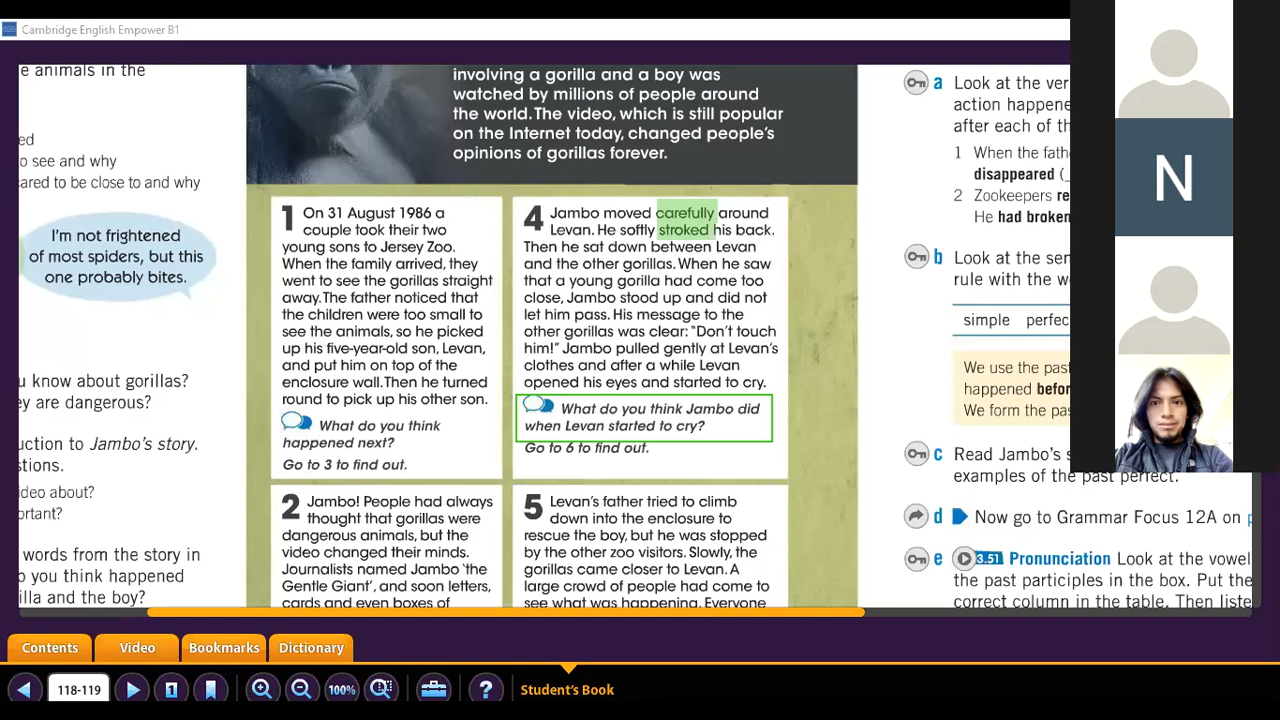 Cambridge English Empower B1
e animals in the
ed
o see and why
ared to be close to and why
I'm not frightened
of most spiders, but this
one probably bites.
u know about gorillas?
ey are dangerous?
uction to Jambo's story.
stions.
ideo about?
portant?
words from the story in
o you think happened
illa and the boy?
involving a gorilla and a boy was
watched by millions of people around
the world. The video, which is still popular
on the Internet today, changed people's
opinions of gorillas forever.
1 On 31 August 1986 a
couple took their two
young sons to Jersey Zoo.
When the family arrived, they
went to see the gorillas straight
away. The father noticed that
the children were too small to
see the animals, so he picked
up his five-year-old son, Levan,
and put him on top of the
enclosure wall. Then he turned
round to pick up his other son.
What do you think
happened next?
Go to 3 to find out.
2 Jambo! People had always
thought that gorillas were
dangerous animals, but the
video changed their minds.
Journalists named Jambo 'the
Gentle Giant', and soon letters,
cards and even boxes of
4 Jambo moved carefully around
Levan. He softly stroked his back.
Then he sat down between Levan
and the other gorillas. When he saw
that a young gorilla had come too
close, Jambo stood up and did not
let him pass. His message to the
other gorillas was clear: "Don't touch
him!" Jambo pulled gently at Levan's
clothes and after a while Levan
opened his eyes and started to cry.
What do you think Jambo did
when Levan started to cry?
Go to 6 to find out.
5 Levan's father tried to climb
down into the enclosure to
rescue the boy, but he was stopped
by the other zoo visitors. Slowly, the
gorillas came closer to Levan. A
large crowd of people had come to
see what was happening. Everyone
a Look at the ver
action happene
after each of th
1 When the fath
disappeared (_
2 Zookeepers re
He had broken
b Look at the sen
rule with the w
simple perfec
We use the pas
happened befor
We form the pas
c Read Jambo's s
examples of the past perfect.
d Now go to Grammar Focus 12A on p
e 3.51 Pronunciation Look at the vowel
the past participles in the box. Put the
correct column in the table. Then liste
N
Contents Video Bookmarks Dictionary
118-119 1 100% ? Student's Book